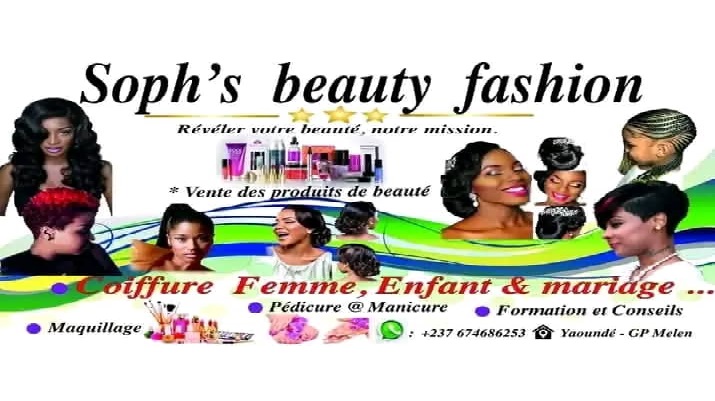 Soph's beauty fashion
Révéler votre beauté, notre mission.
* Vente des produits de beauté
Coiffure Femme, Enfant & mariage ...
Pédicure @ Manicure
Formation et Conseils
Maquillage
: +237 674686253 Yaoundé - GP Melen